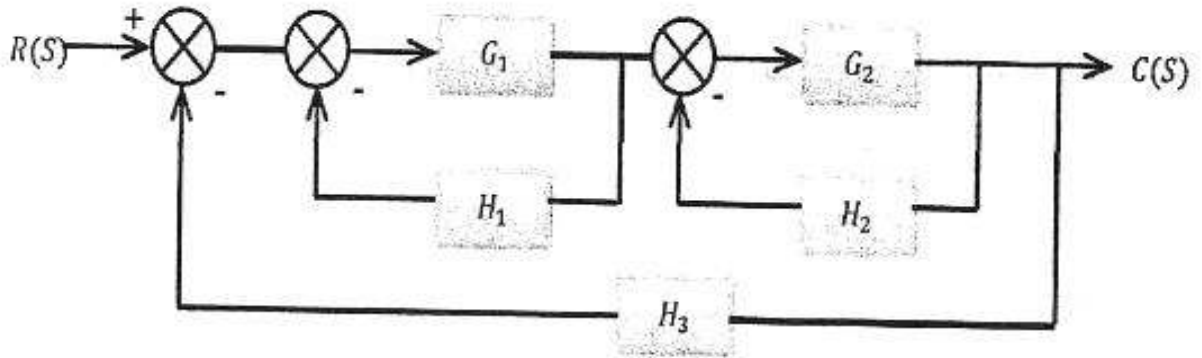 R(S) + - - G₁ - G₂ C(S)
H₁ H₂
H₃